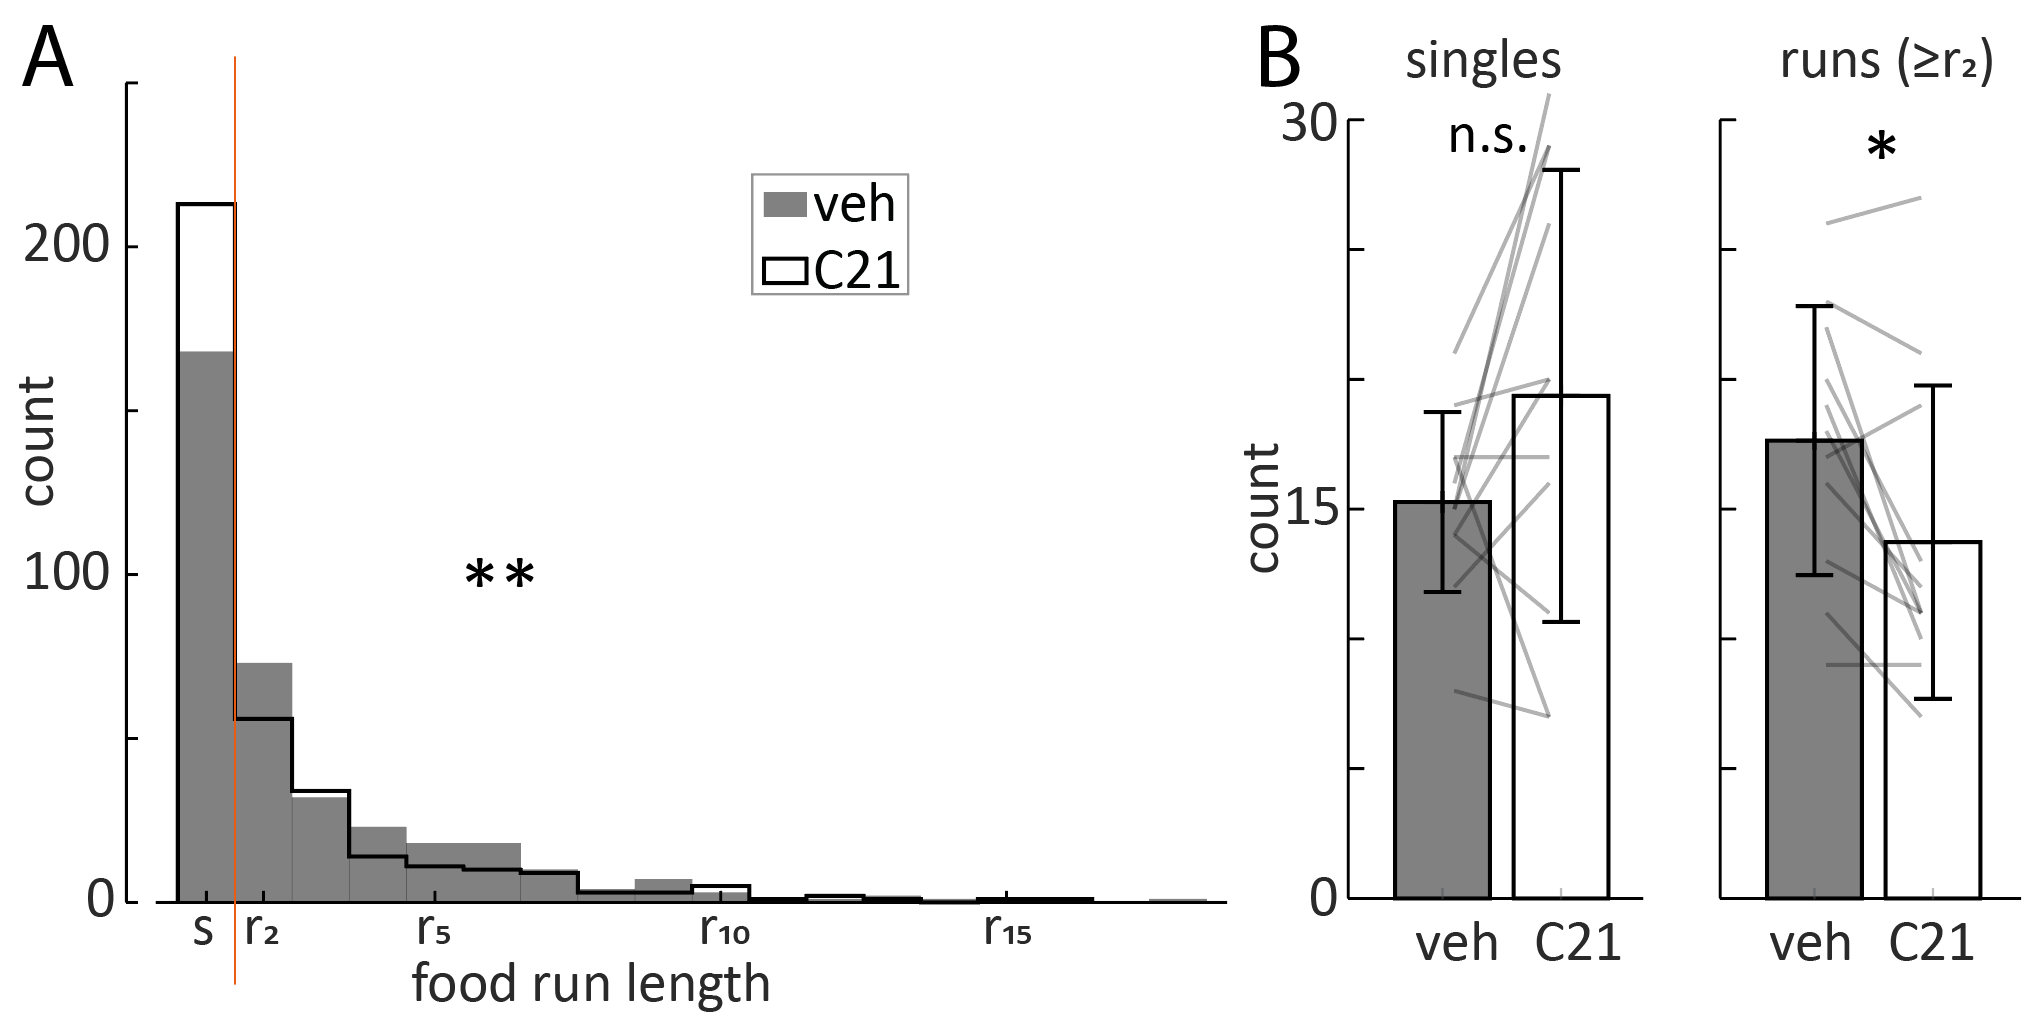 A
200
100
0
count
veh
C21
**
s r₂ r₅ r₁₀ r₁₅
food run length
B
singles
runs (≥r₂)
30
15
0
count
n.s.
*
veh C21
veh C21